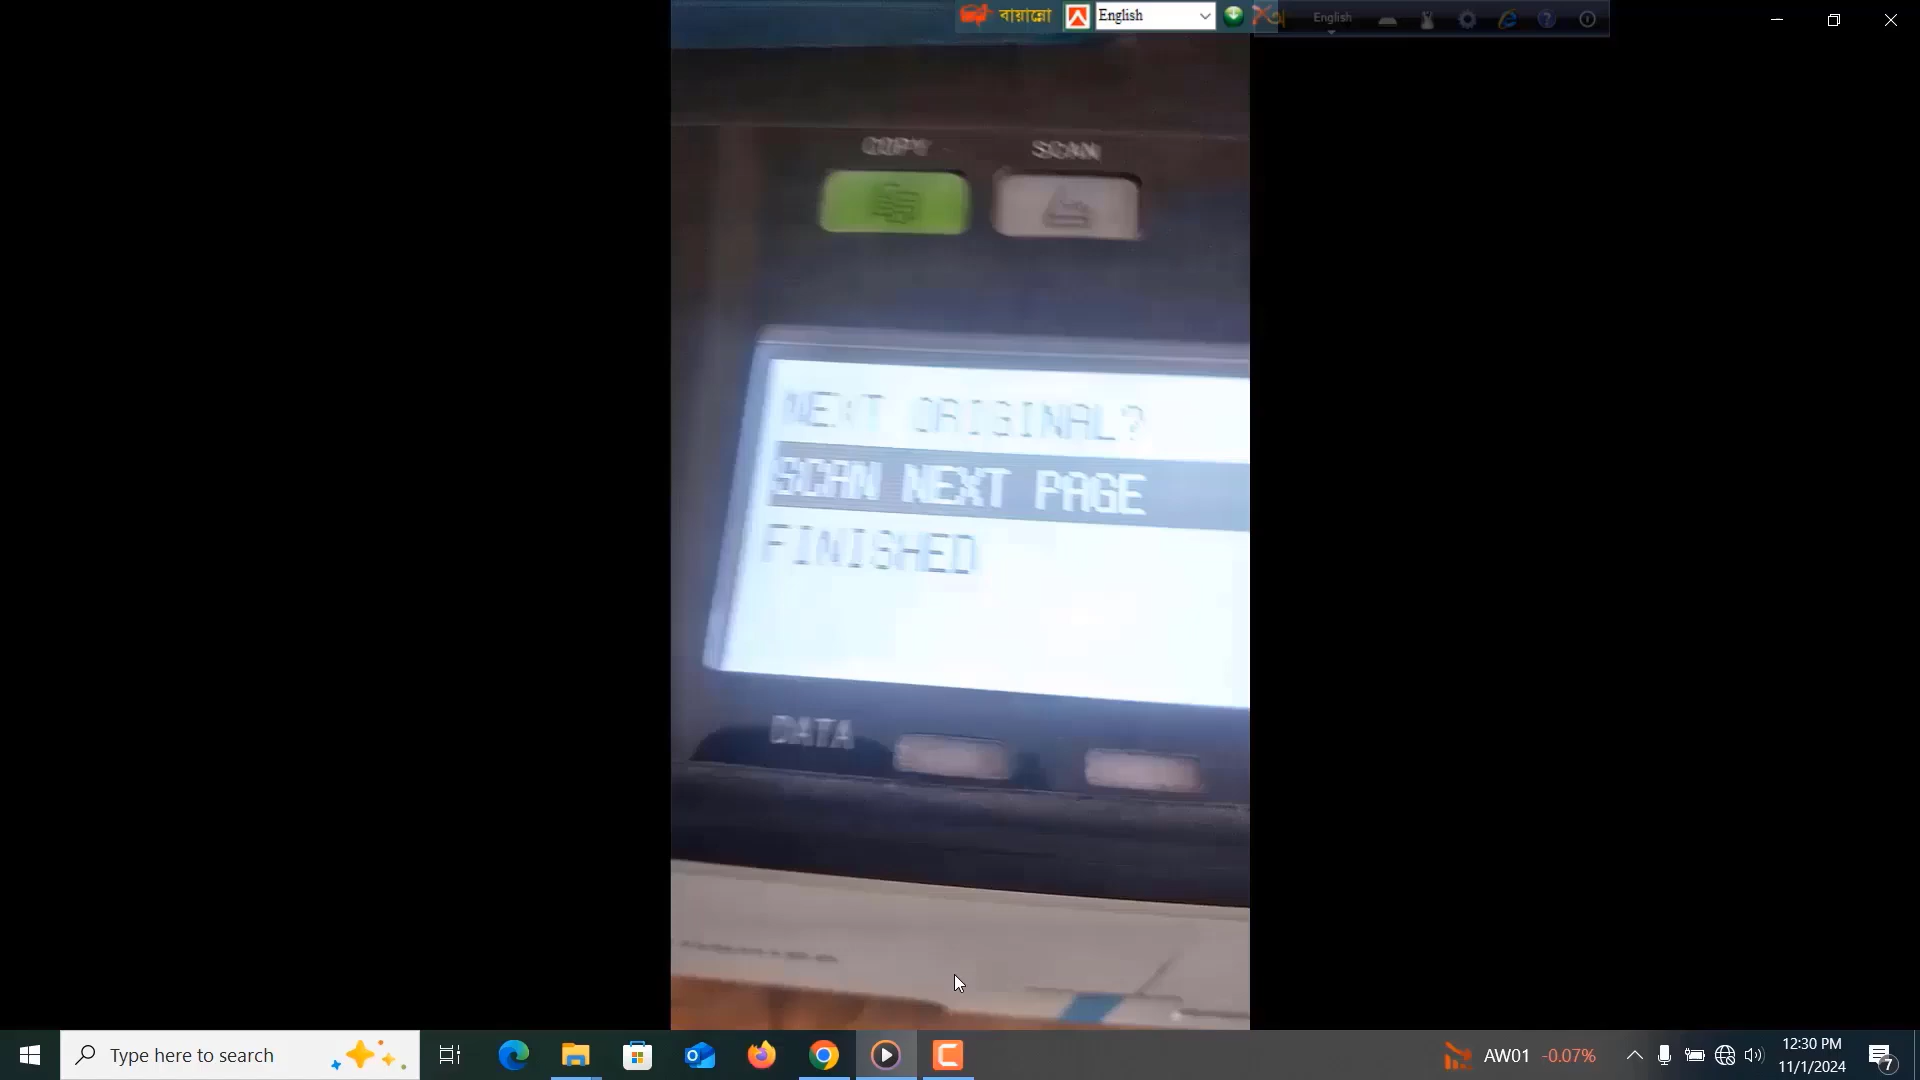 বায়ান্নো
English
English
COPY
SCAN
NEXT ORIGINAL?
SCAN NEXT PAGE
FINISHED
DATA
Type here to search
AW01 -0.07%
12:30 PM
11/1/2024
7